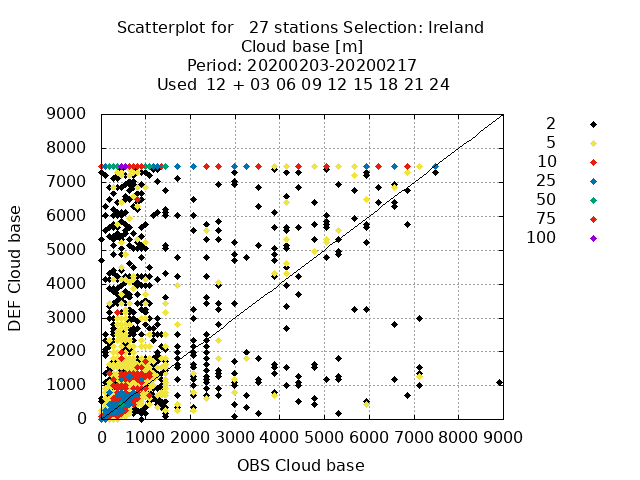 Scatterplot for   27 stations Selection: Ireland
Cloud base [m]
Period: 20200203-20200217
Used  12 + 03 06 09 12 15 18 21 24
9000
8000
7000
6000
5000
4000
3000
2000
1000
0
DEF Cloud base
0 1000 2000 3000 4000 5000 6000 7000 8000 9000
OBS Cloud base
2
5
10
25
50
75
100